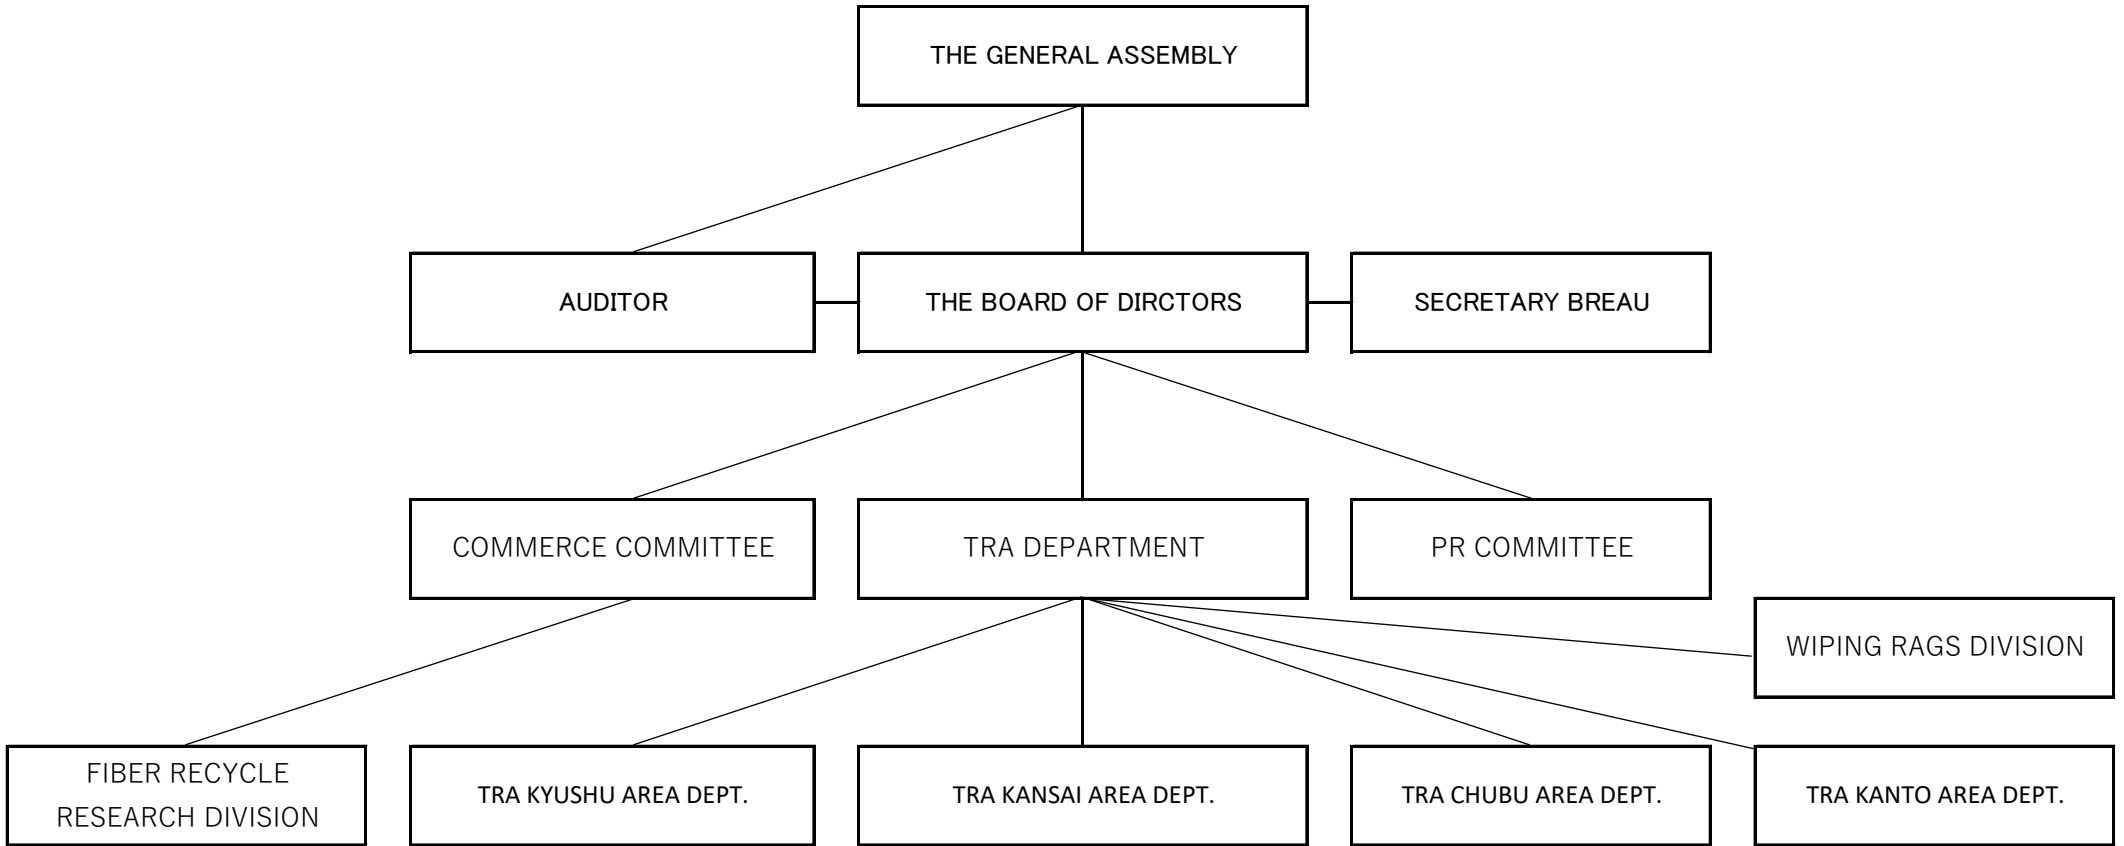 THE GENERAL ASSEMBLY
AUDITOR
THE BOARD OF DIRCTORS
SECRETARY BREAU
COMMERCE COMMITTEE
TRA DEPARTMENT
PR COMMITTEE
WIPING RAGS DIVISION
FIBER RECYCLE
RESEARCH DIVISION
TRA KYUSHU AREA DEPT.
TRA KANSAI AREA DEPT.
TRA CHUBU AREA DEPT.
TRA KANTO AREA DEPT.